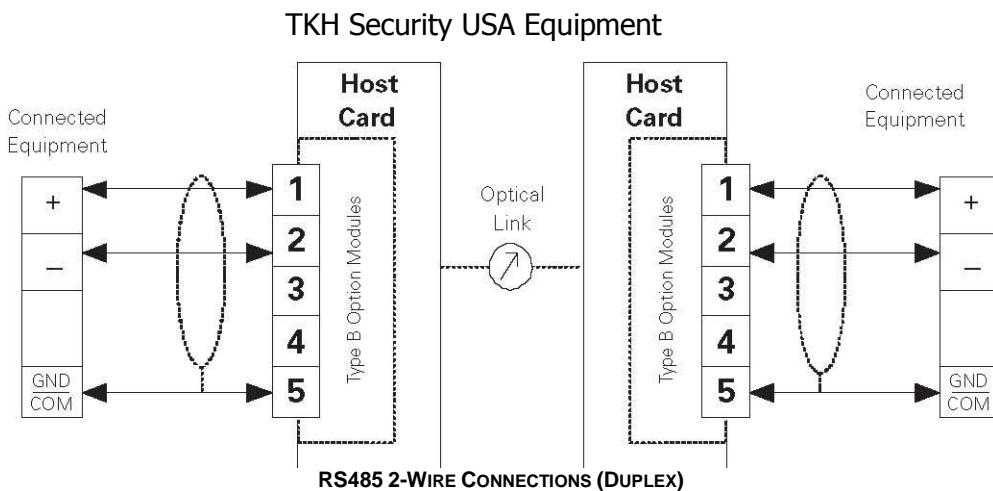 TKH Security USA Equipment
Connected
Equipment
+
−
GND
COM
Host
Card
1
2
3
4
5
Type B Option Modules
Optical
Link
Host
Card
Type B Option Modules
1
2
3
4
5
Connected
Equipment
+
−
GND
COM
RS485 2-WIRE CONNECTIONS (DUPLEX)